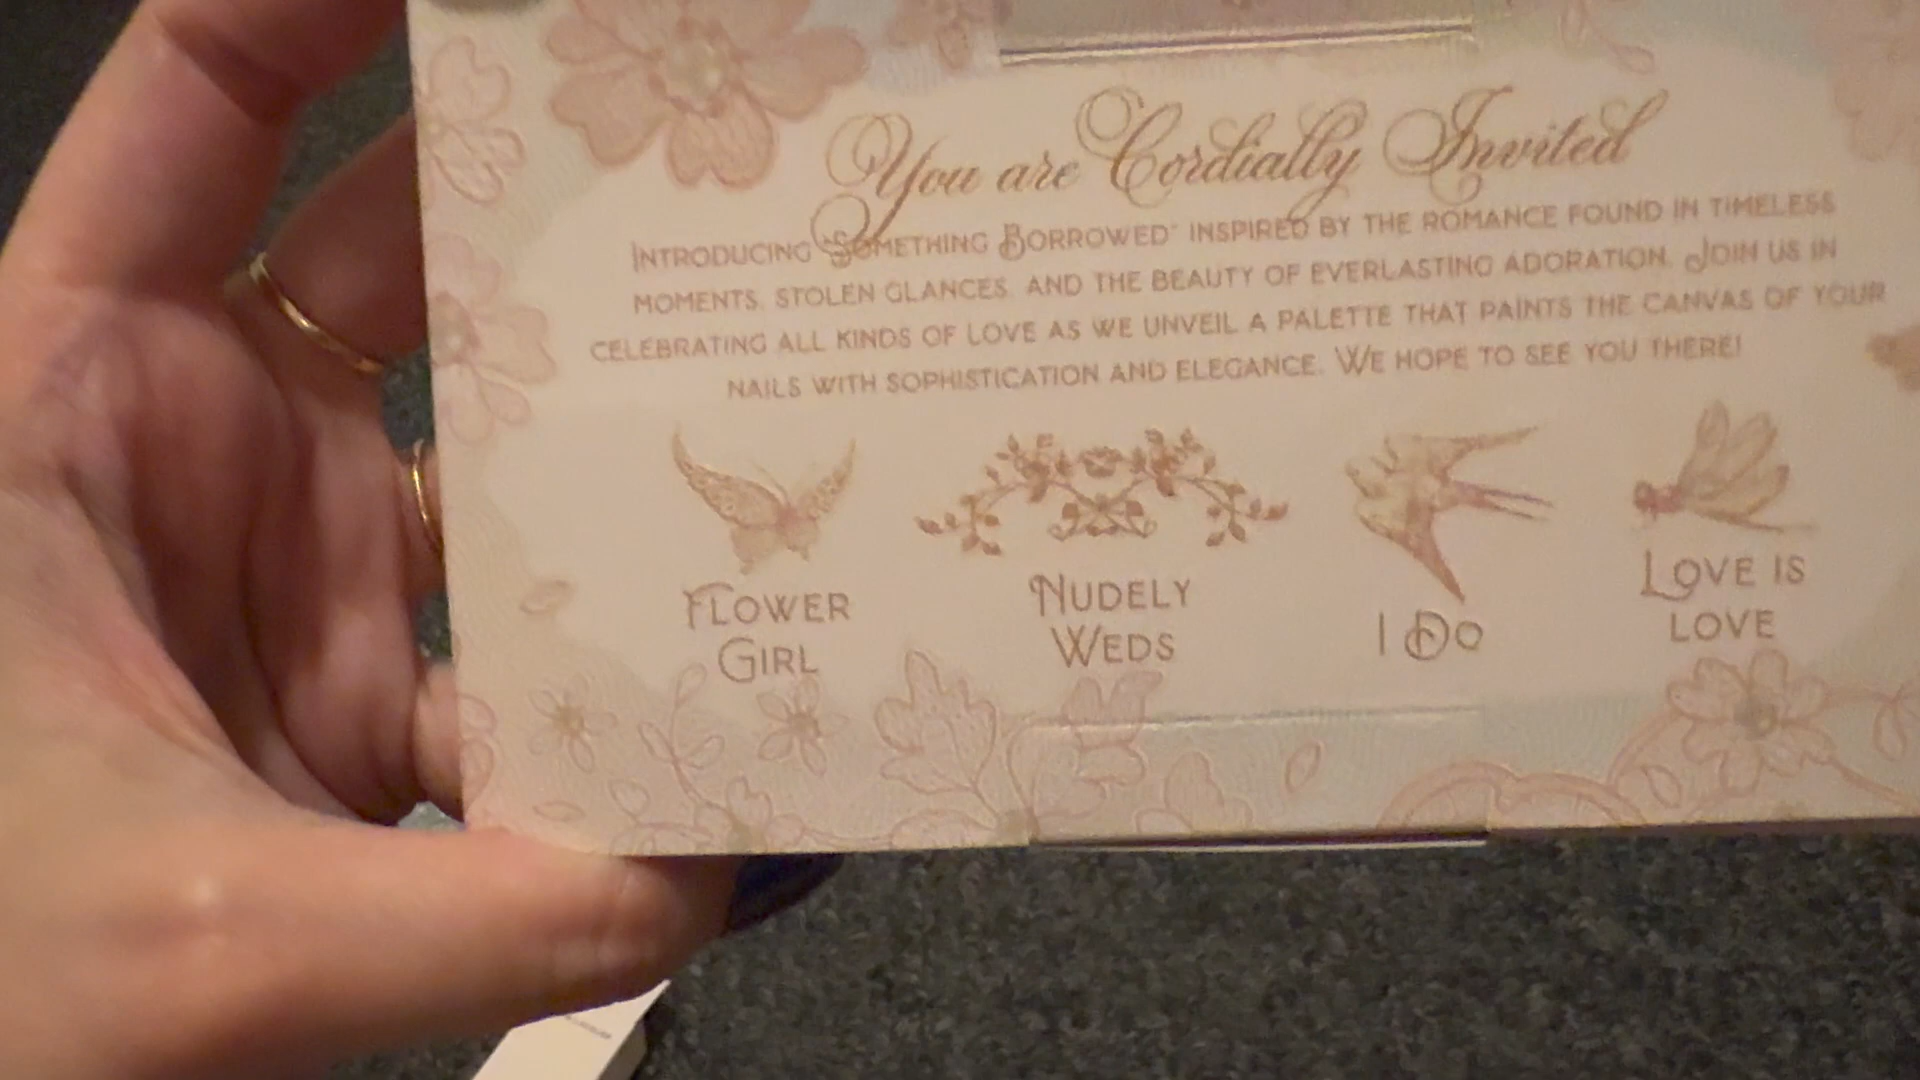 You are Cordially Invited
INTRODUCING "SOMETHING BORROWED" INSPIRED BY THE ROMANCE FOUND IN TIMELESS
MOMENTS, STOLEN GLANCES, AND THE BEAUTY OF EVERLASTING ADORATION. JOIN US IN
CELEBRATING ALL KINDS OF LOVE AS WE UNVEIL A PALETTE THAT PAINTS THE CANVAS OF YOUR
NAILS WITH SOPHISTICATION AND ELEGANCE. WE HOPE TO SEE YOU THERE!
FLOWER
GIRL
NUDELY
WEDS
I DO
LOVE IS
LOVE